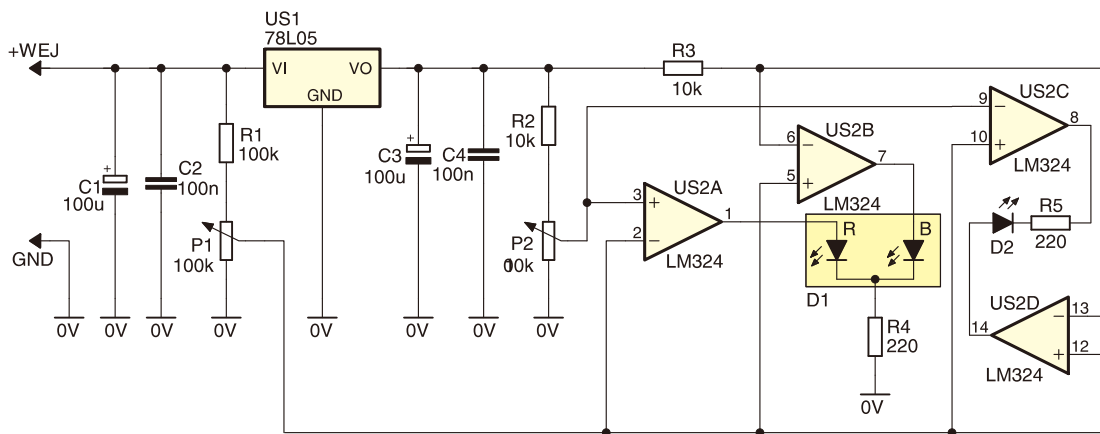 US1
78L05
+WEJ
VI
VO
GND
R3
10k
R1
100k
R2
10k
C1
100u
+
C2
100n
C3
100u
+
C4
100n
P1
100k
P2
10k
GND
0V
0V
0V
0V
0V
0V
0V
0V
US2A
LM324
3
+
2
−
1
US2B
LM324
6
−
5
+
7
US2C
LM324
9
−
10
+
8
R
B
D1
R4
220
0V
D2
R5
220
US2D
LM324
14
−
13
+
12